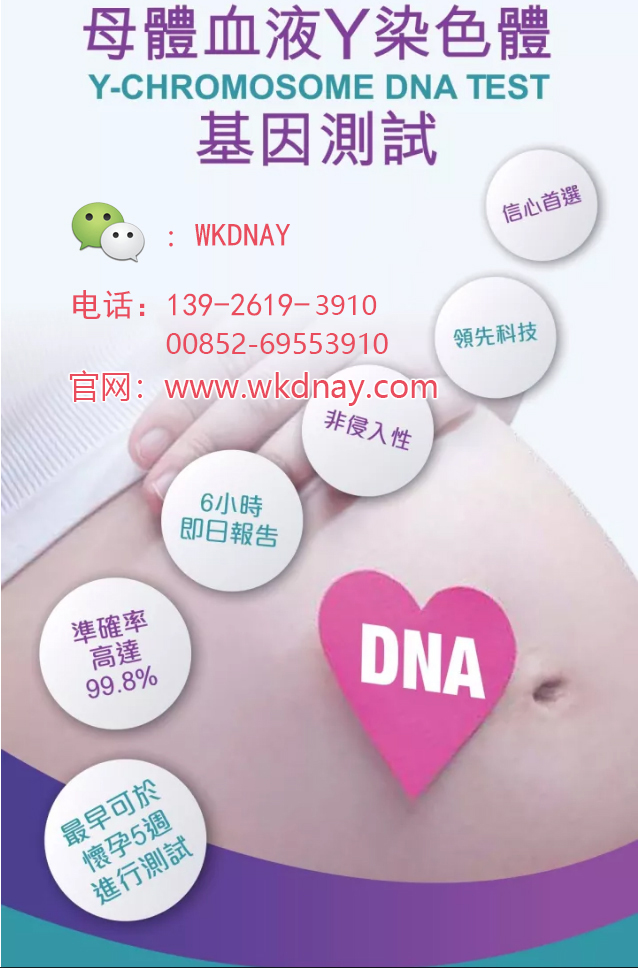 母體血液Y染色體
Y-CHROMOSOME DNA TEST
基因測試
信心首選
: WKDNAY
电话：139-2619-3910
00852-69553910
領先科技
官网：www.wkdnay.com
非侵入性
6小時
即日報告
準確率
高達
99.8%
DNA
最早可於
懷孕5週
進行測試